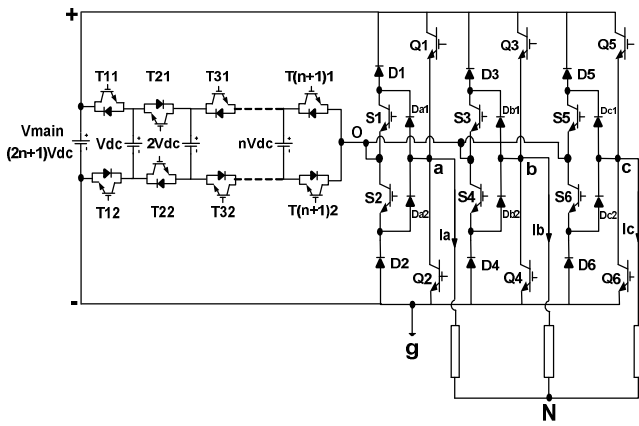 +
Q1
Q3
Q5
T11
T21
T31
T(n+1)1
D1
D3
D5
S1
Da1
S3
Db1
S5
Dc1
Vmain
(2n+1)Vdc
Vdc
2Vdc
nVdc
O
a
b
c
T12
T22
T32
T(n+1)2
S2
Da2
S4
Db2
S6
Dc2
Ia
Ib
Ic
D2
Q2
D4
Q4
D6
Q6
-
g
N